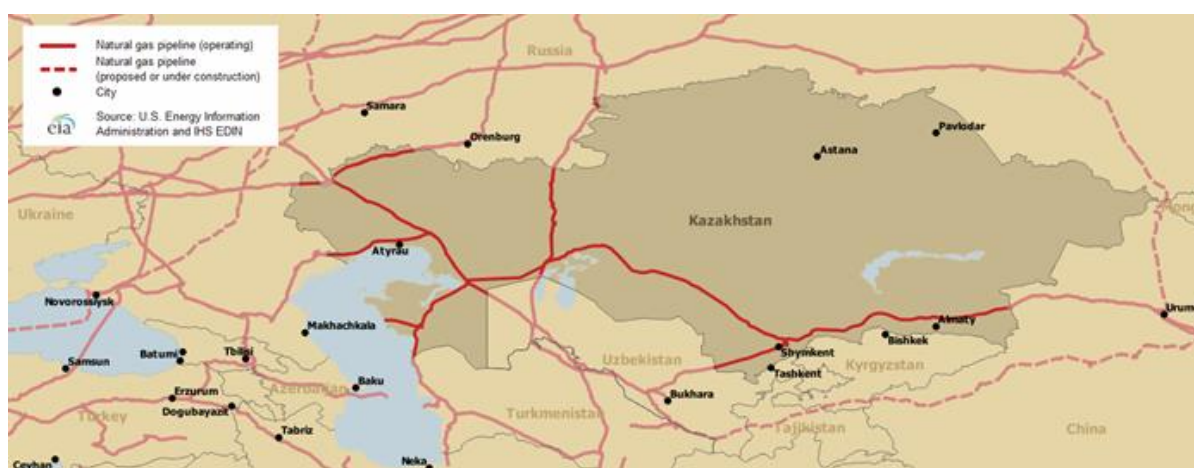 Natural gas pipeline (operating)
Natural gas pipeline
(proposed or under construction)
City
eia
Source: U.S. Energy Information
Administration and IHS EDIN
Russia
Samara
Orenburg
Pavlodar
Astana
Ukraine
Kazakhstan
Mon
Atyrau
Novorossiysk
Makhachkala
Urum
Almaty
Bishkek
Batumi
Tbilisi
Samsun
Shymkent
Uzbekistan
Kyrgyzstan
Tashkent
Erzurum
Azerbaijan
Baku
Bukhara
Dogubayazit
Turkey
Turkmenistan
Tajikistan
China
Tabriz
Ceyhan
Neka